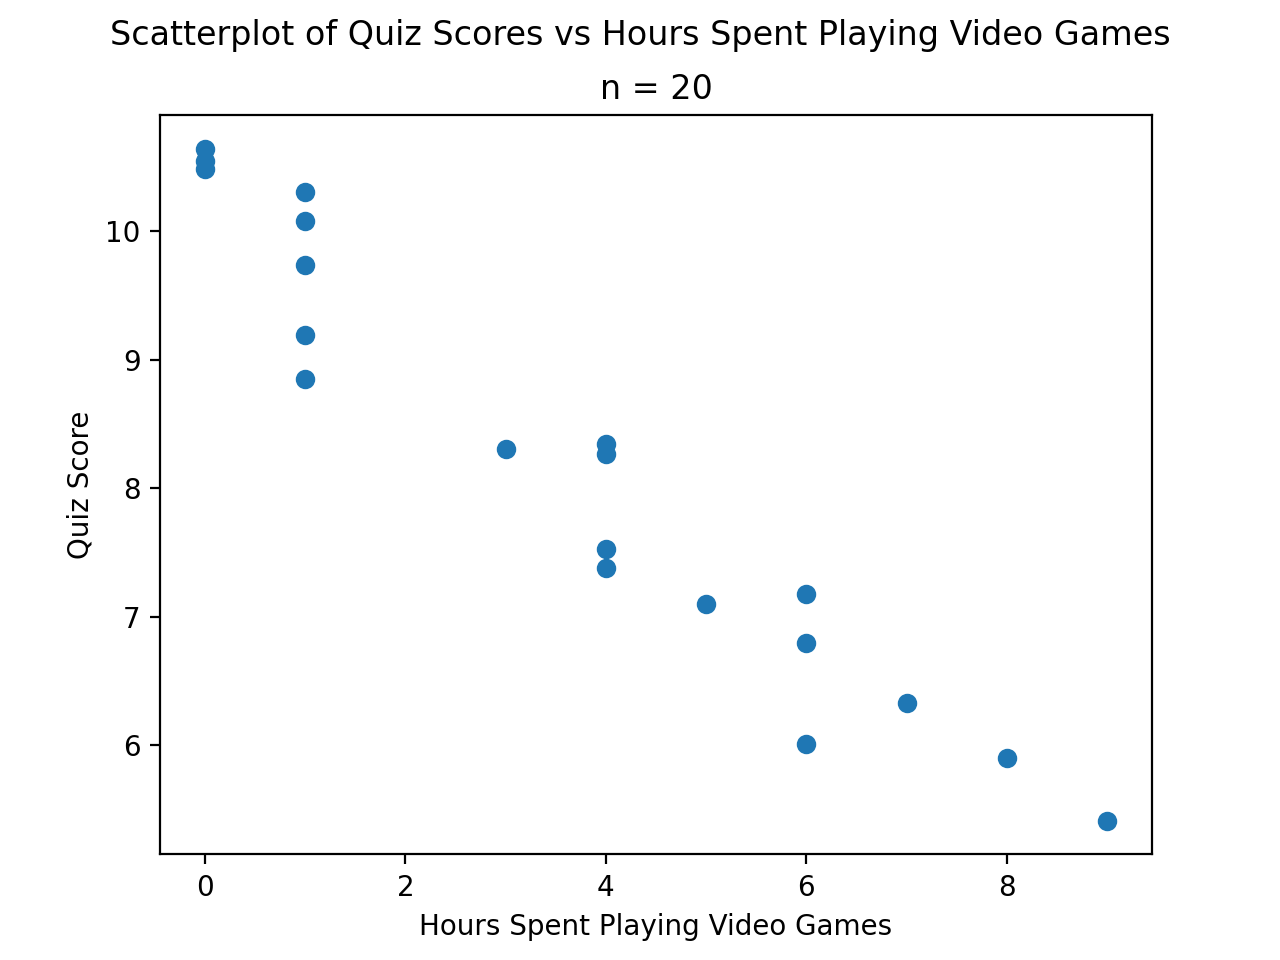 Scatterplot of Quiz Scores vs Hours Spent Playing Video Games
n = 20
10
9
8
7
6
Quiz Score
0 2 4 6 8
Hours Spent Playing Video Games